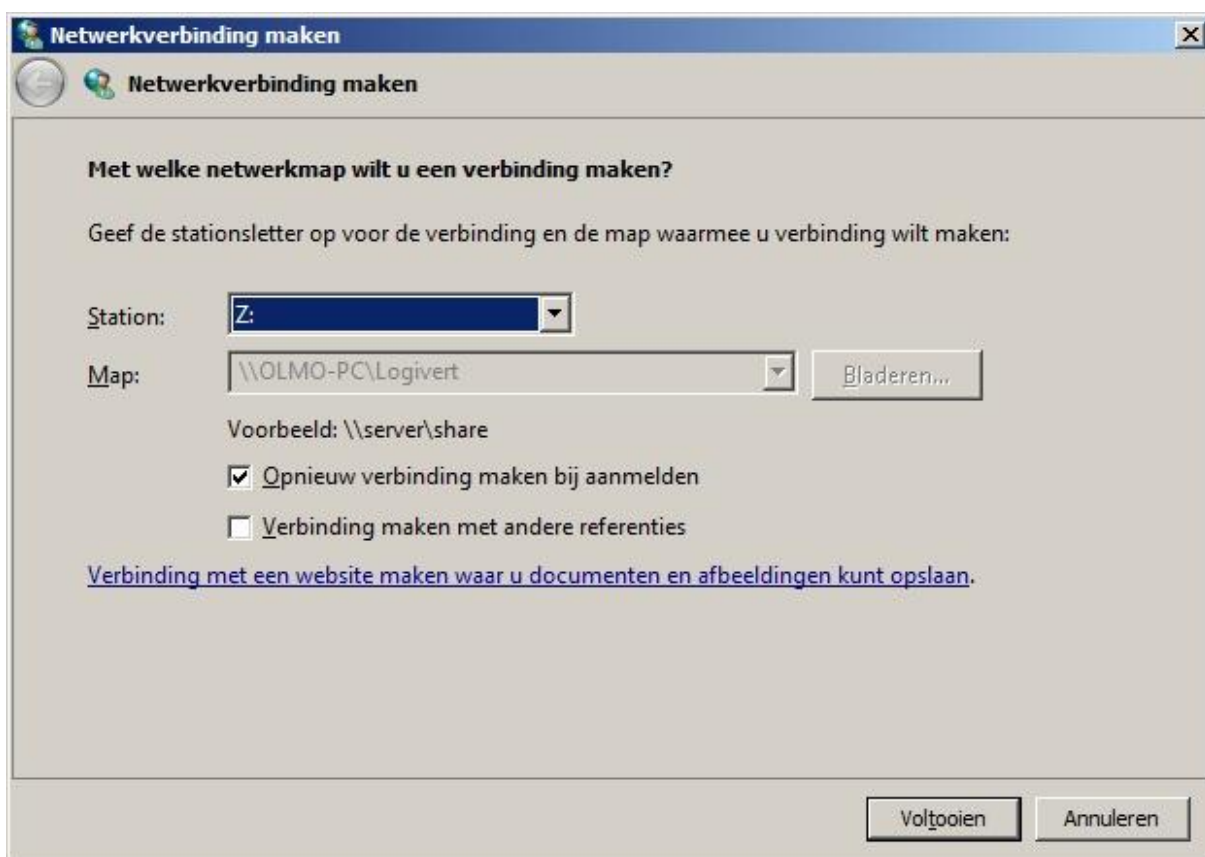 Netwerkverbinding maken
Netwerkverbinding maken
Met welke netwerkmap wilt u een verbinding maken?
Geef de stationsletter op voor de verbinding en de map waarmee u verbinding wilt maken:
Station: Z:
Map: \\OLMO-PC\Logivert Bladeren...
Voorbeeld: \\server\share
Opnieuw verbinding maken bij aanmelden
Verbinding maken met andere referenties
Verbinding met een website maken waar u documenten en afbeeldingen kunt opslaan.
Voltooien Annuleren